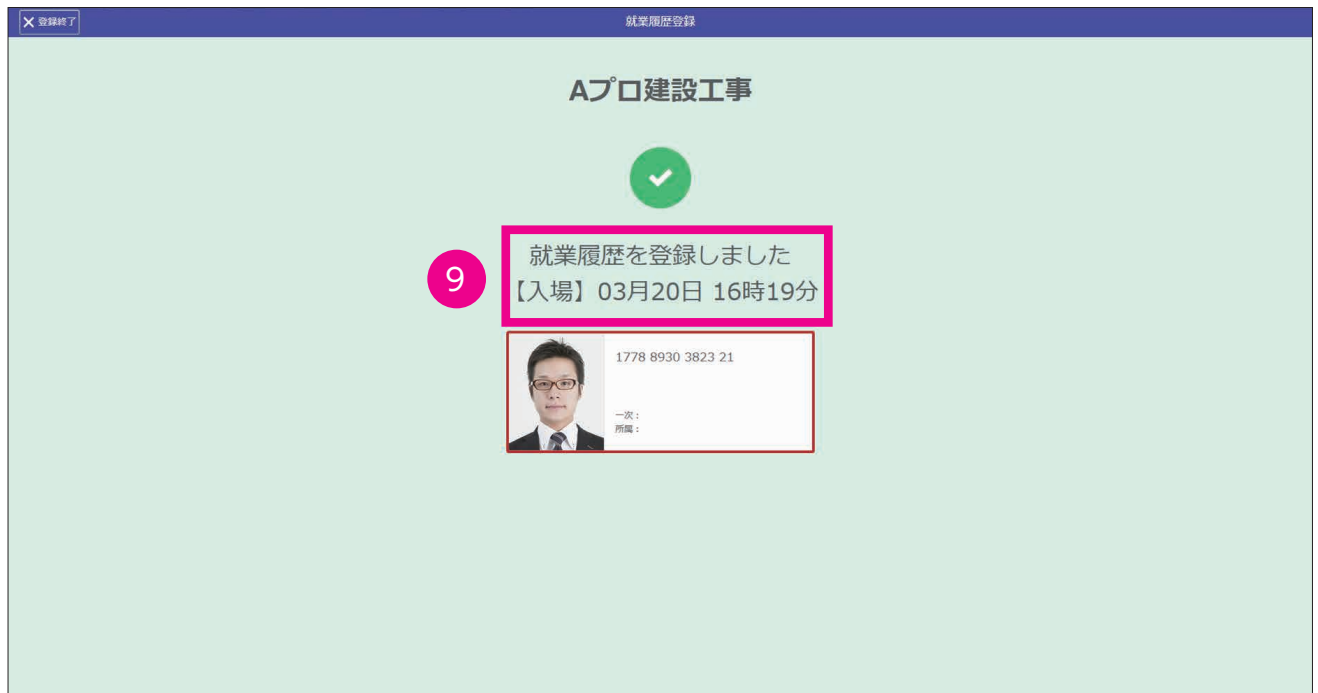 × 登録終了
就業履歴登録
Aプロ建設工事
9
就業履歴を登録しました
【入場】03月20日 16時19分
1778 8930 3823 21
一次：
所属：